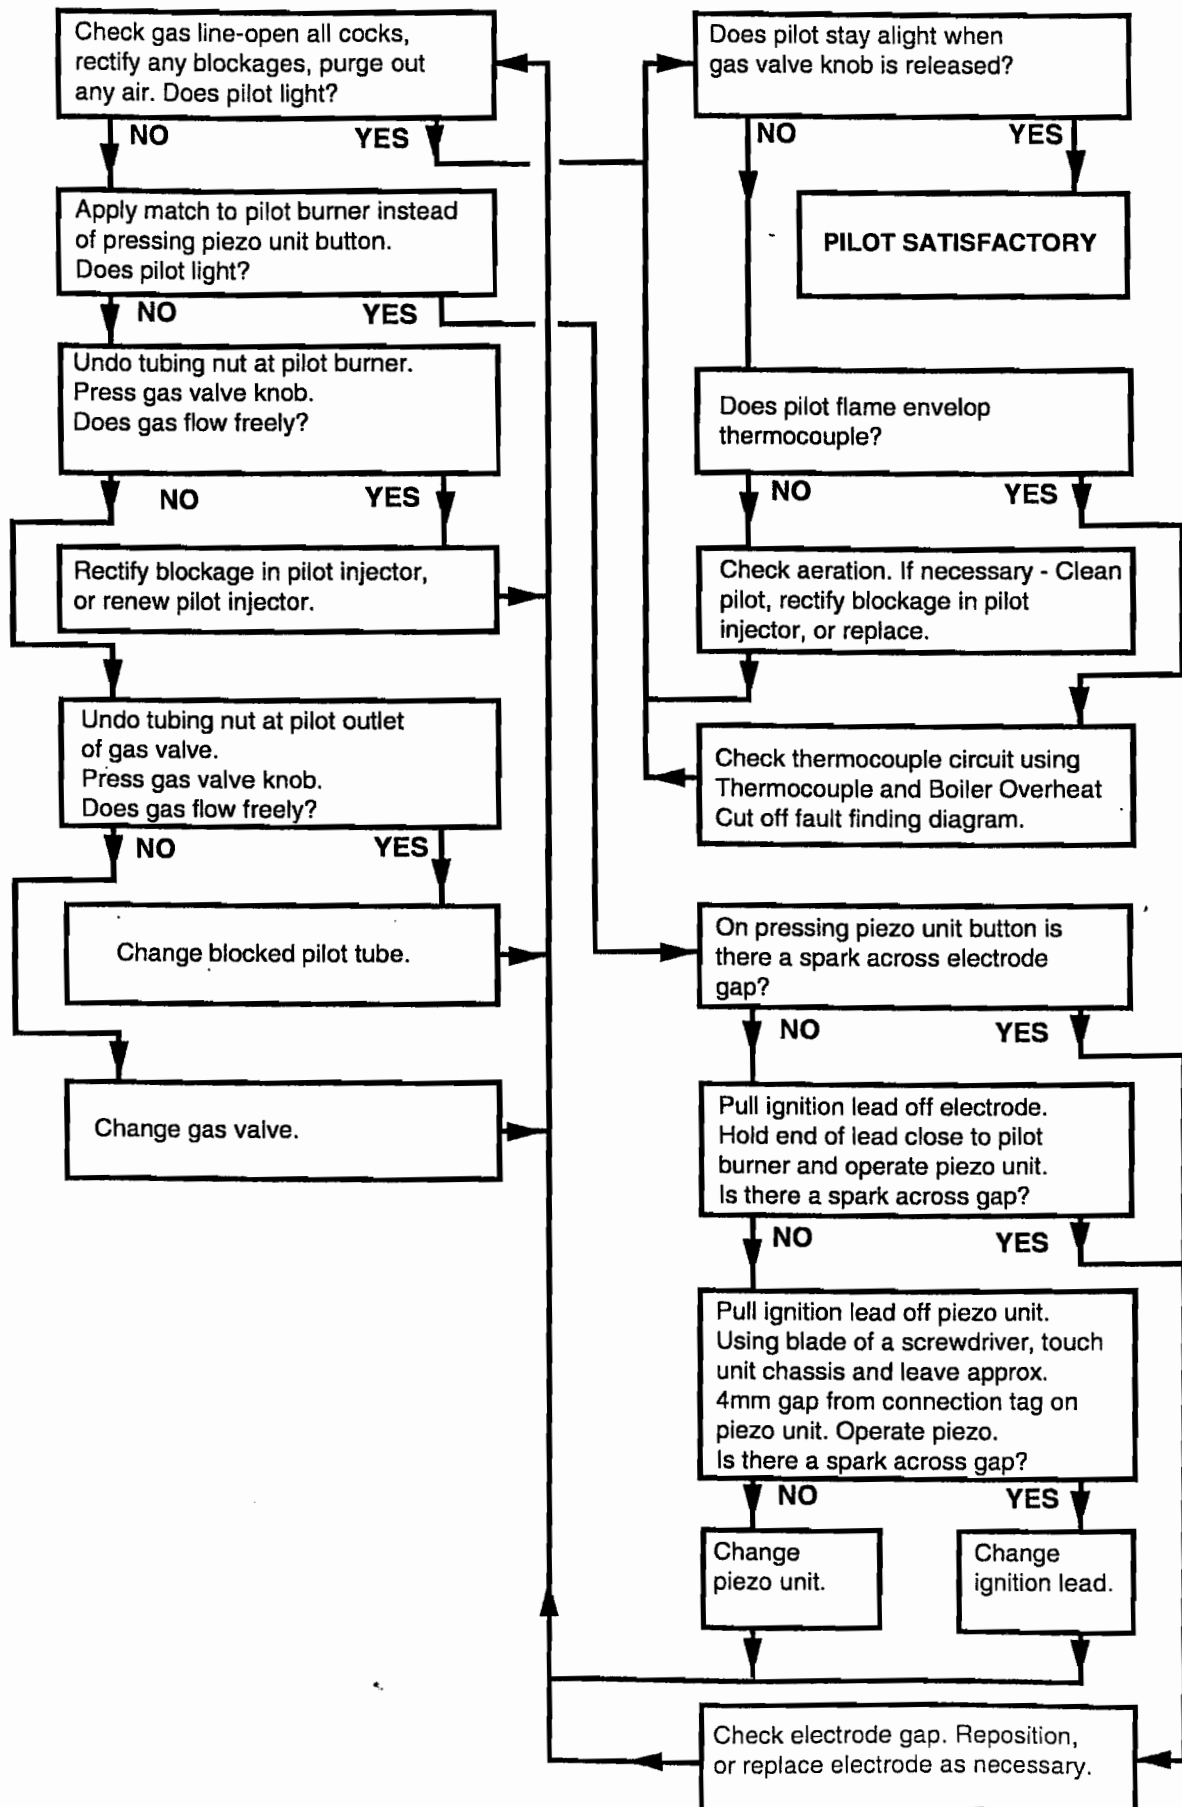 Check gas line-open all cocks,
rectify any blockages, purge out
any air. Does pilot light?
NO
YES
Apply match to pilot burner instead
of pressing piezo unit button.
Does pilot light?
NO
YES
Undo tubing nut at pilot burner.
Press gas valve knob.
Does gas flow freely?
NO
YES
Rectify blockage in pilot injector,
or renew pilot injector.
Undo tubing nut at pilot outlet
of gas valve.
Press gas valve knob.
Does gas flow freely?
NO
YES
Change blocked pilot tube.
Change gas valve.
Does pilot stay alight when
gas valve knob is released?
NO
YES
PILOT SATISFACTORY
Does pilot flame envelop
thermocouple?
NO
YES
Check aeration. If necessary - Clean
pilot, rectify blockage in pilot
injector, or replace.
Check thermocouple circuit using
Thermocouple and Boiler Overheat
Cut off fault finding diagram.
On pressing piezo unit button is
there a spark across electrode
gap?
NO
YES
Pull ignition lead off electrode.
Hold end of lead close to pilot
burner and operate piezo unit.
Is there a spark across gap?
NO
YES
Pull ignition lead off piezo unit.
Using blade of a screwdriver, touch
unit chassis and leave approx.
4mm gap from connection tag on
piezo unit. Operate piezo.
Is there a spark across gap?
NO
YES
Change
piezo unit.
Change
ignition lead.
Check electrode gap. Reposition,
or replace electrode as necessary.